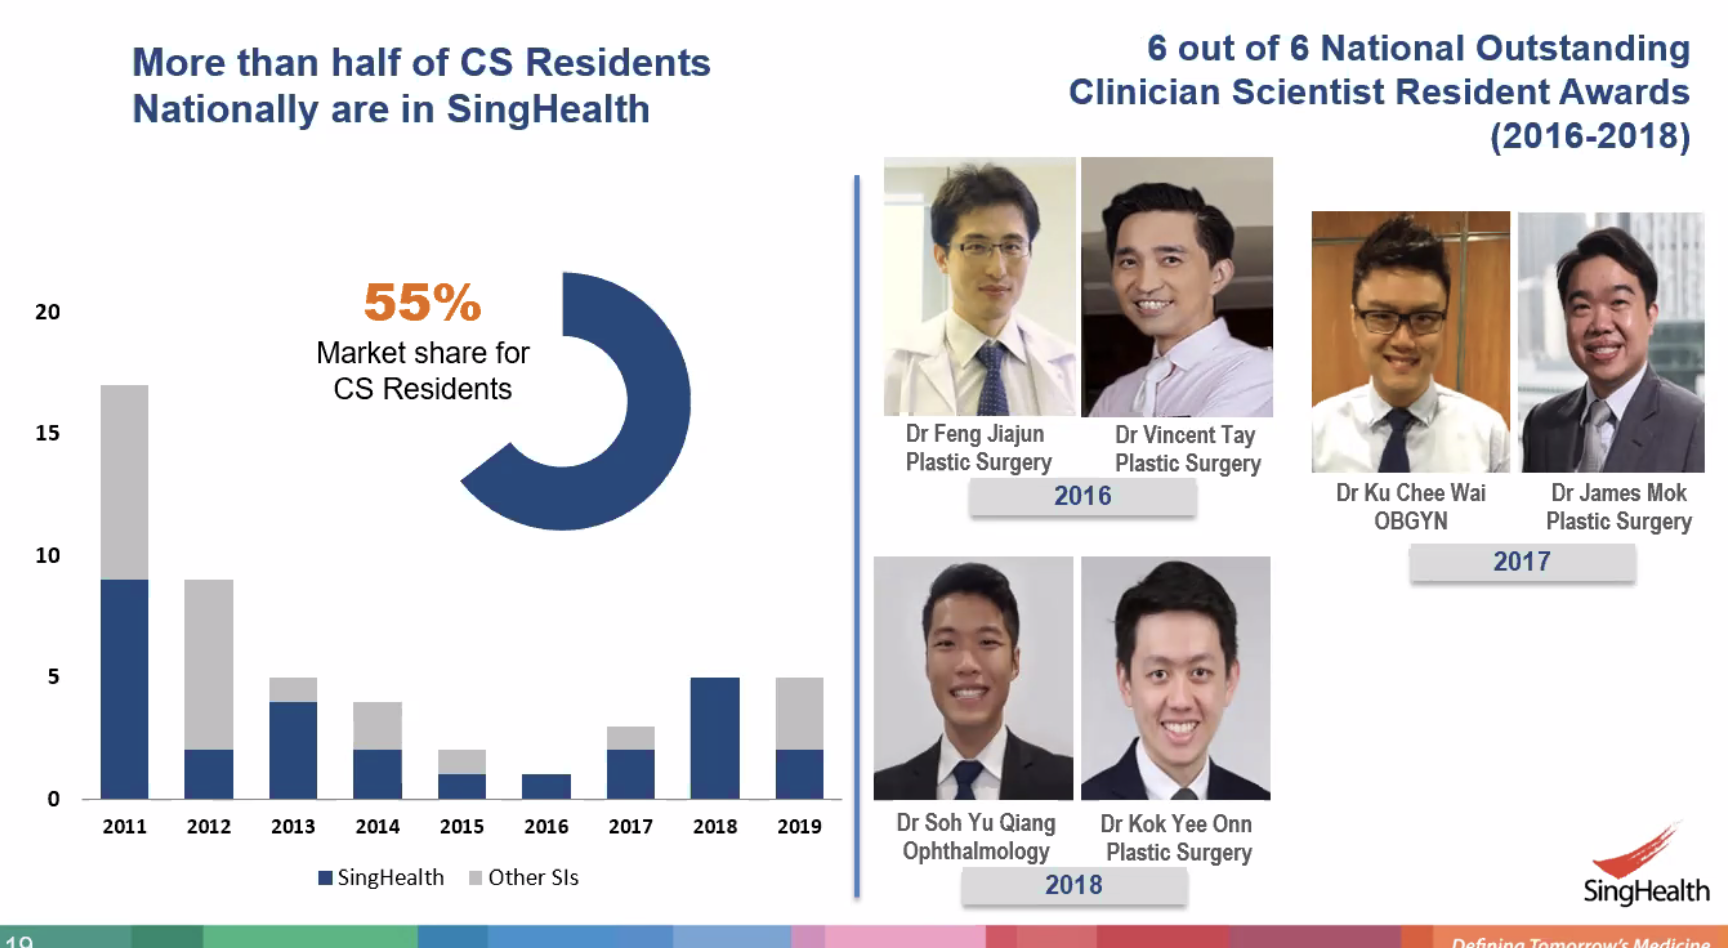 More than half of CS Residents
Nationally are in SingHealth
55%
Market share for
CS Residents
20
15
10
5
0
2011 2012 2013 2014 2015 2016 2017 2018 2019
SingHealth Other SIs
6 out of 6 National Outstanding
Clinician Scientist Resident Awards
(2016-2018)
Dr Feng Jiajun
Plastic Surgery
Dr Vincent Tay
Plastic Surgery
2016
Dr Ku Chee Wai
OBGYN
Dr James Mok
Plastic Surgery
2017
Dr Soh Yu Qiang
Ophthalmology
Dr Kok Yee Onn
Plastic Surgery
2018
SingHealth
19
Defining Tomorrow's Medicine